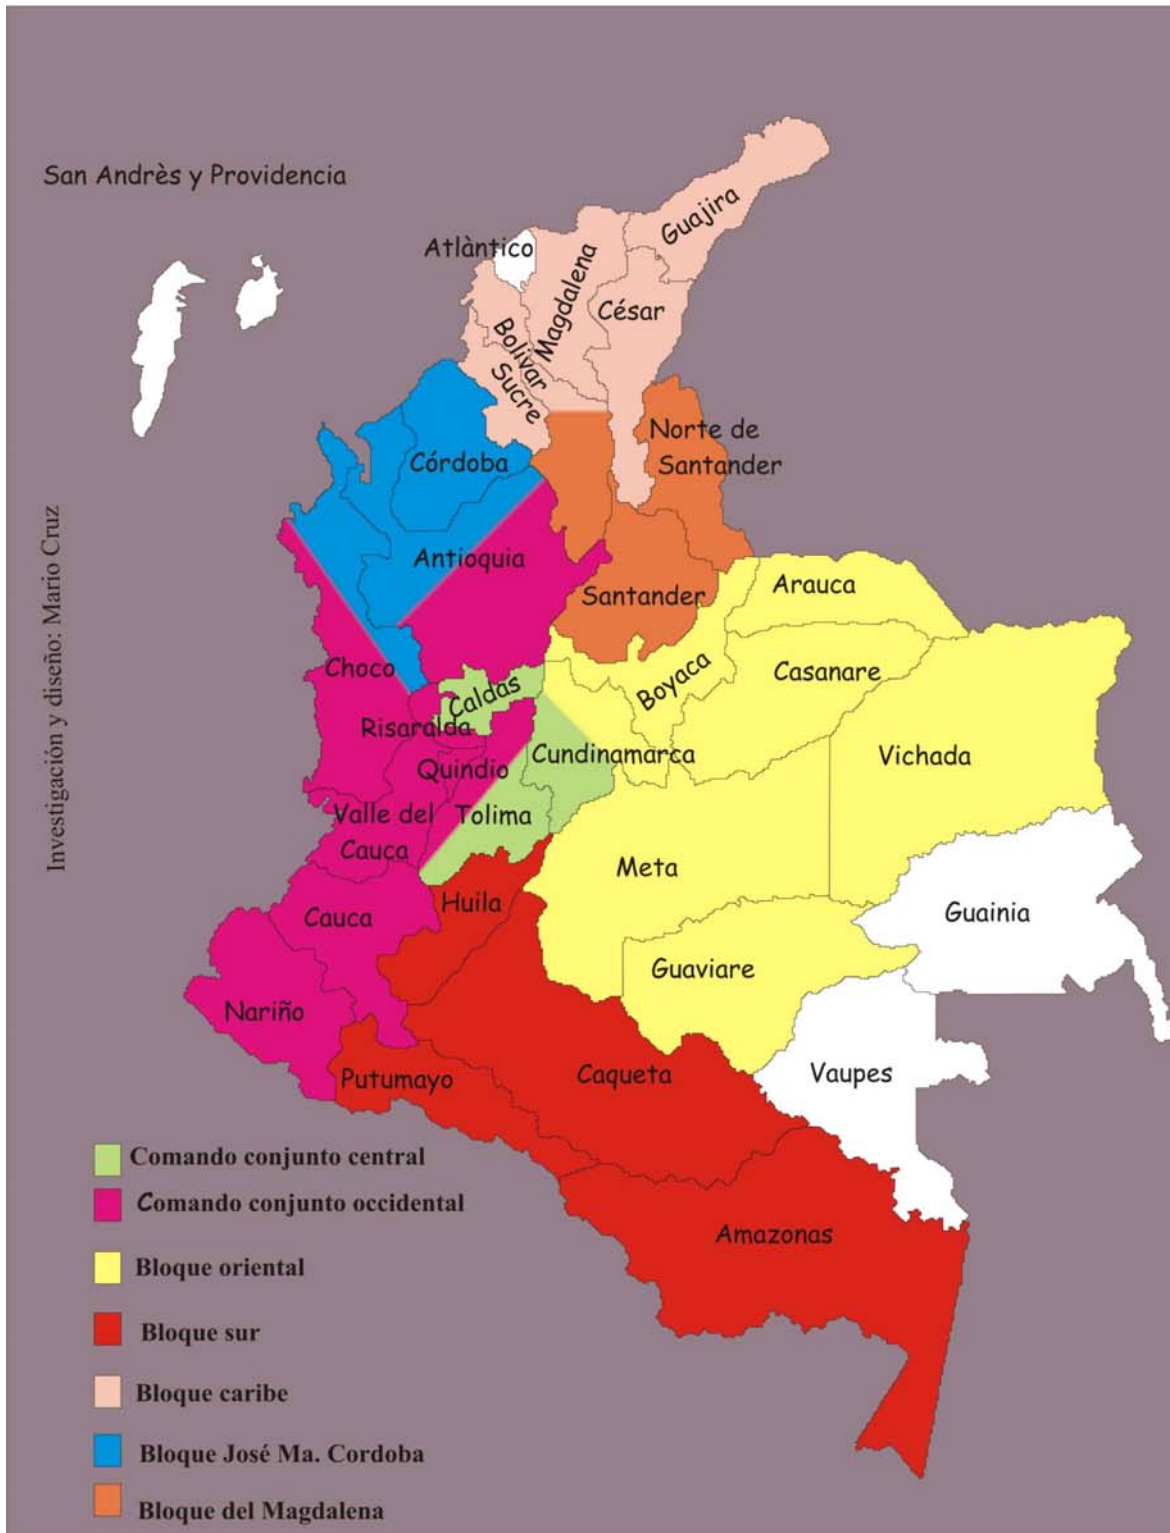 San Andrès y Providencia
Guajira
Atlàntico
Magdalena
César
Bolivar
Sucre
Norte de
Santander
Córdoba
Antioquia
Santander
Arauca
Choco
Boyaca
Casanare
Caldas
Risaralda
Cundinamarca
Vichada
Quindio
Valle del
Cauca
Tolima
Meta
Huila
Cauca
Guainia
Guaviare
Nariño
Putumayo
Caqueta
Vaupes
Amazonas
Investigación y diseño: Mario Cruz
Comando conjunto central
Comando conjunto occidental
Bloque oriental
Bloque sur
Bloque caribe
Bloque José Ma. Cordoba
Bloque del Magdalena